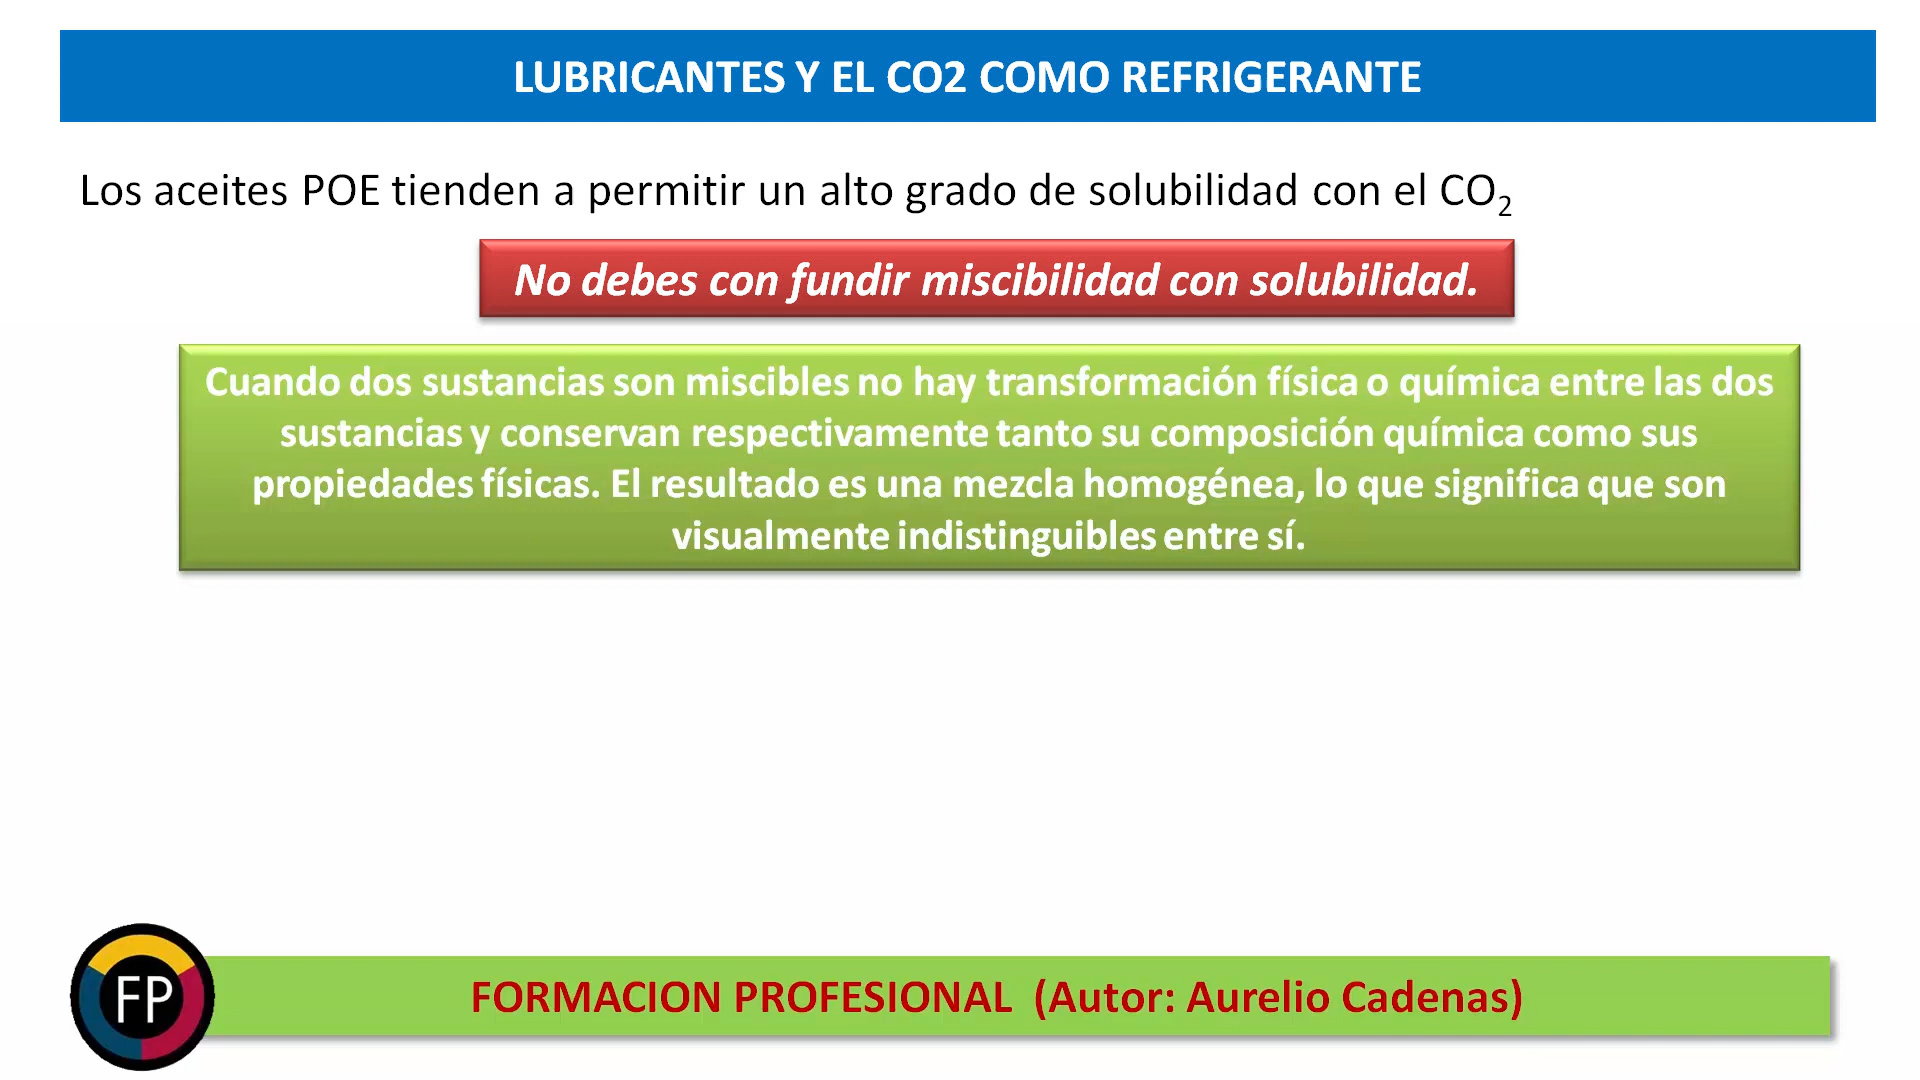 LUBRICANTES Y EL CO2 COMO REFRIGERANTE
Los aceites POE tienden a permitir un alto grado de solubilidad con el CO2
No debes con fundir miscibilidad con solubilidad.
Cuando dos sustancias son miscibles no hay transformación física o química entre las dos
sustancias y conservan respectivamente tanto su composición química como sus
propiedades físicas. El resultado es una mezcla homogénea, lo que significa que son
visualmente indistinguibles entre sí.
FP
FORMACION PROFESIONAL (Autor: Aurelio Cadenas)